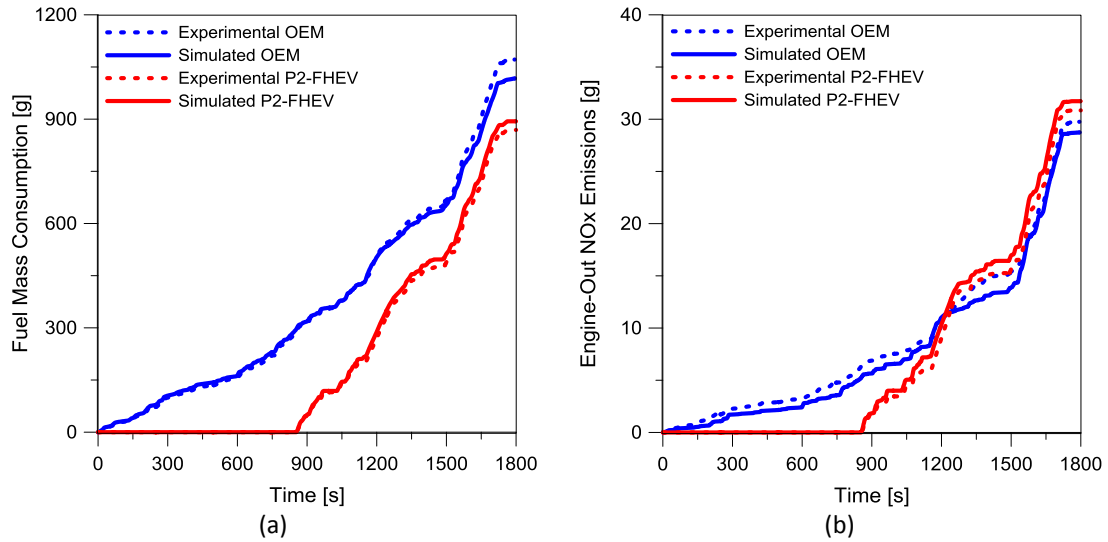 Fuel Mass Consumption [g]
1200
900
600
300
0
Experimental OEM
Simulated OEM
Experimental P2-FHEV
Simulated P2-FHEV
0 300 600 900 1200 1500 1800
Time [s]
(a)
Engine-Out NOx Emissions [g]
40
30
20
10
0
Experimental OEM
Simulated OEM
Experimental P2-FHEV
Simulated P2-FHEV
0 300 600 900 1200 1500 1800
Time [s]
(b)